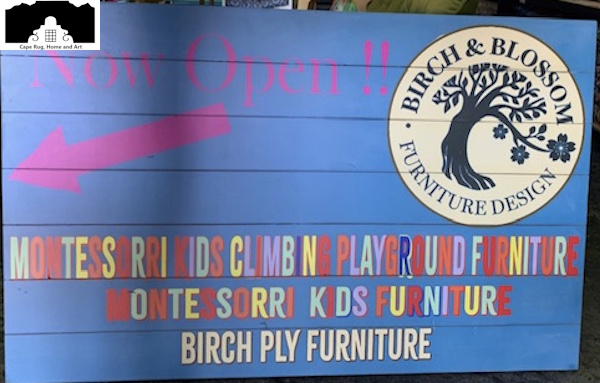 Cape Rug, Home and Art
Now Open !!
BIRCH & BLOSSOM
FURNITURE DESIGN
MONTESSORRI KIDS CLIMBING PLAYGROUND FURNITURE
MONTESSORRI KIDS FURNITURE
BIRCH PLY FURNITURE